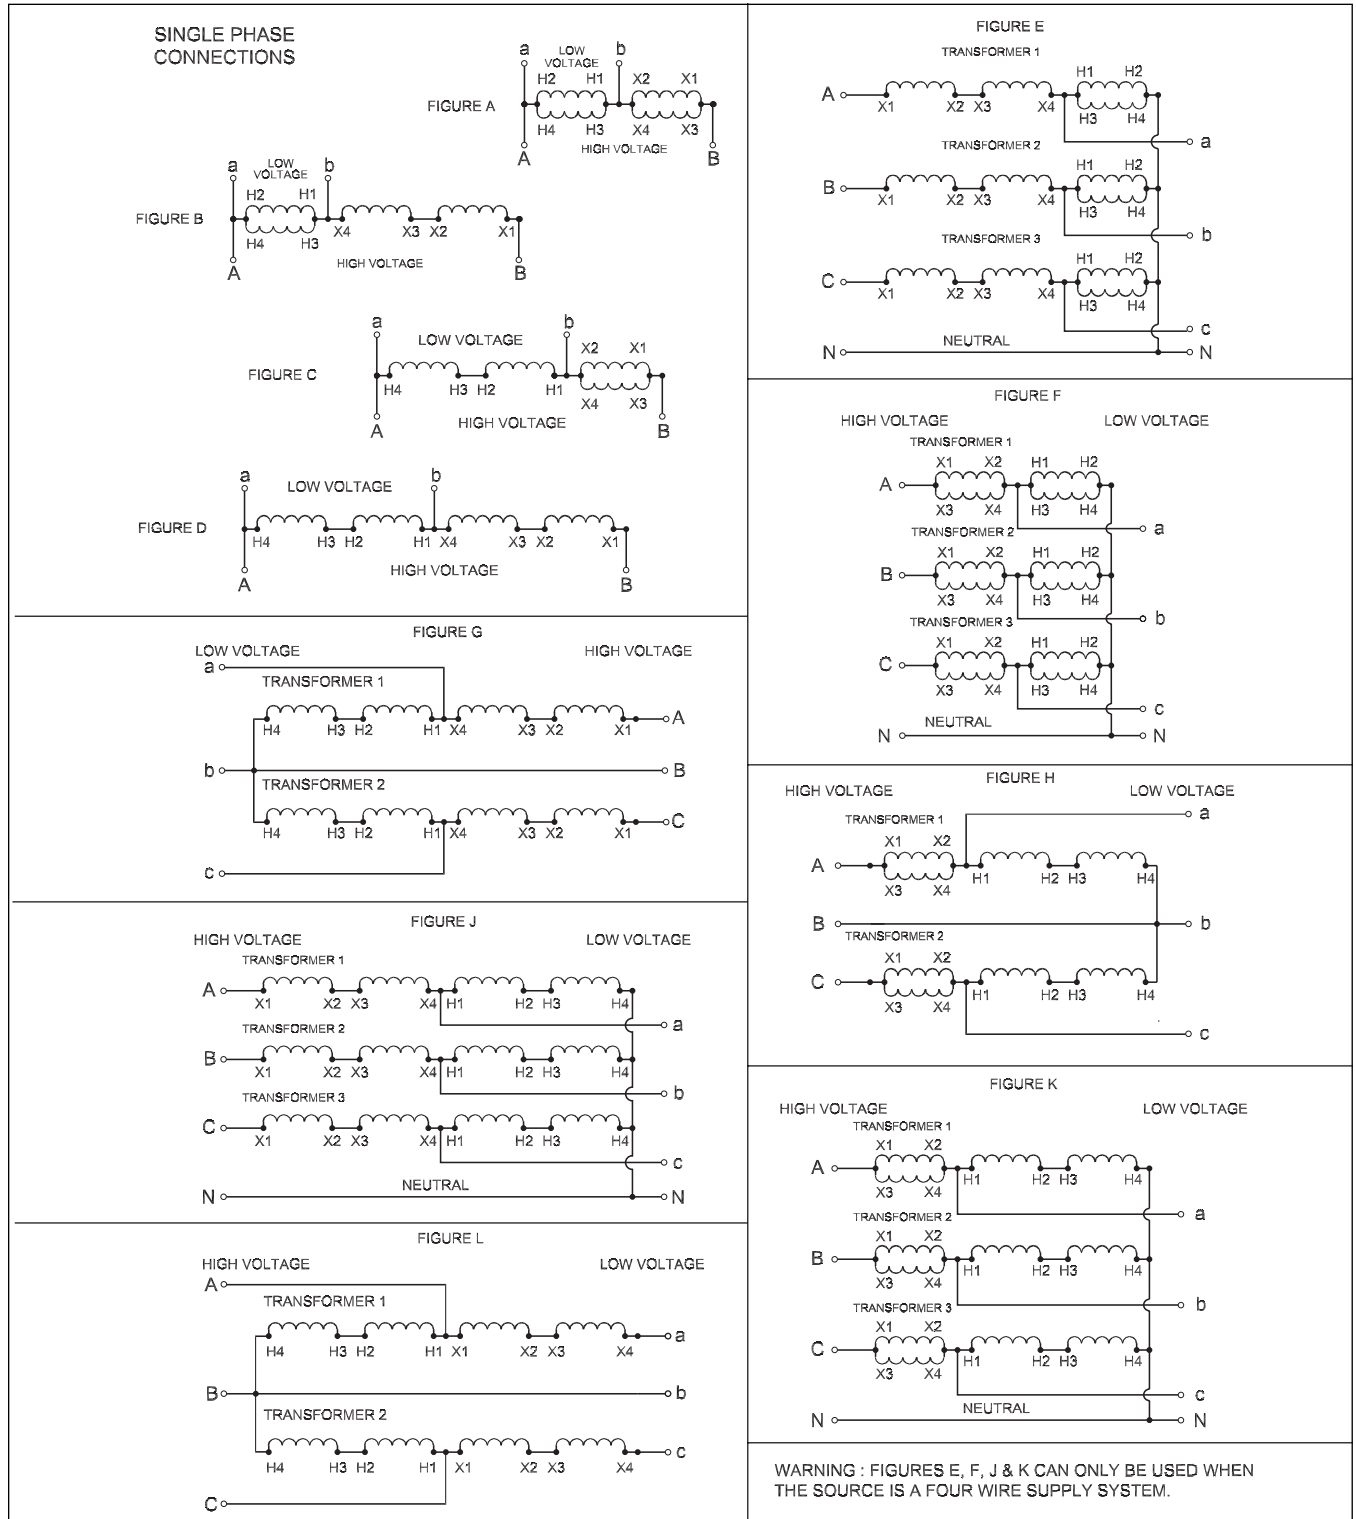 SINGLE PHASE
CONNECTIONS
FIGURE A
a LOW b
VOLTAGE
H2 H1 X2 X1
H4 H3 X4 X3
A HIGH VOLTAGE B
a LOW b
VOLTAGE
H2 H1
FIGURE B
H4 H3 X4 X3 X2 X1
HIGH VOLTAGE
A B
a b
LOW VOLTAGE
X2 X1
FIGURE C
H4 H3 H2 H1 X4 X3
HIGH VOLTAGE
A B
a b
LOW VOLTAGE
FIGURE D
H4 H3 H2 H1 X4 X3 X2 X1
HIGH VOLTAGE
A B
FIGURE E
TRANSFORMER 1
H1 H2
A
X1 X2 X3 X4 H3 H4
a
TRANSFORMER 2
H1 H2
B
X1 X2 X3 X4 H3 H4
b
TRANSFORMER 3
H1 H2
C
X1 X2 X3 X4 H3 H4
c
NEUTRAL
N N
FIGURE F
HIGH VOLTAGE LOW VOLTAGE
TRANSFORMER 1
X1 X2 H1 H2
A
X3 X4 H3 H4
a
TRANSFORMER 2
X1 X2 H1 H2
B
X3 X4 H3 H4
b
TRANSFORMER 3
X1 X2 H1 H2
C
X3 X4 H3 H4
c
NEUTRAL
N N
FIGURE G
LOW VOLTAGE HIGH VOLTAGE
a
TRANSFORMER 1
A
H4 H3 H2 H1 X4 X3 X2 X1
b B
TRANSFORMER 2
C
H4 H3 H2 H1 X4 X3 X2 X1
c
FIGURE H
HIGH VOLTAGE LOW VOLTAGE
a
TRANSFORMER 1
X1 X2
A
X3 X4 H1 H2 H3 H4
B b
TRANSFORMER 2
X1 X2
C
X3 X4 H1 H2 H3 H4
c
FIGURE J
HIGH VOLTAGE LOW VOLTAGE
TRANSFORMER 1
A
X1 X2 X3 X4 H1 H2 H3 H4
a
TRANSFORMER 2
B
X1 X2 X3 X4 H1 H2 H3 H4
b
TRANSFORMER 3
C
X1 X2 X3 X4 H1 H2 H3 H4
c
NEUTRAL
N N
FIGURE K
HIGH VOLTAGE LOW VOLTAGE
TRANSFORMER 1
X1 X2
A
X3 X4 H1 H2 H3 H4
a
TRANSFORMER 2
X1 X2
B
X3 X4 H1 H2 H3 H4
b
TRANSFORMER 3
X1 X2
C
X3 X4 H1 H2 H3 H4
c
NEUTRAL
N N
FIGURE L
HIGH VOLTAGE LOW VOLTAGE
A
TRANSFORMER 1
a
H4 H3 H2 H1 X1 X2 X3 X4
B b
TRANSFORMER 2
c
H4 H3 H2 H1 X1 X2 X3 X4
C
WARNING : FIGURES E, F, J & K CAN ONLY BE USED WHEN
THE SOURCE IS A FOUR WIRE SUPPLY SYSTEM.